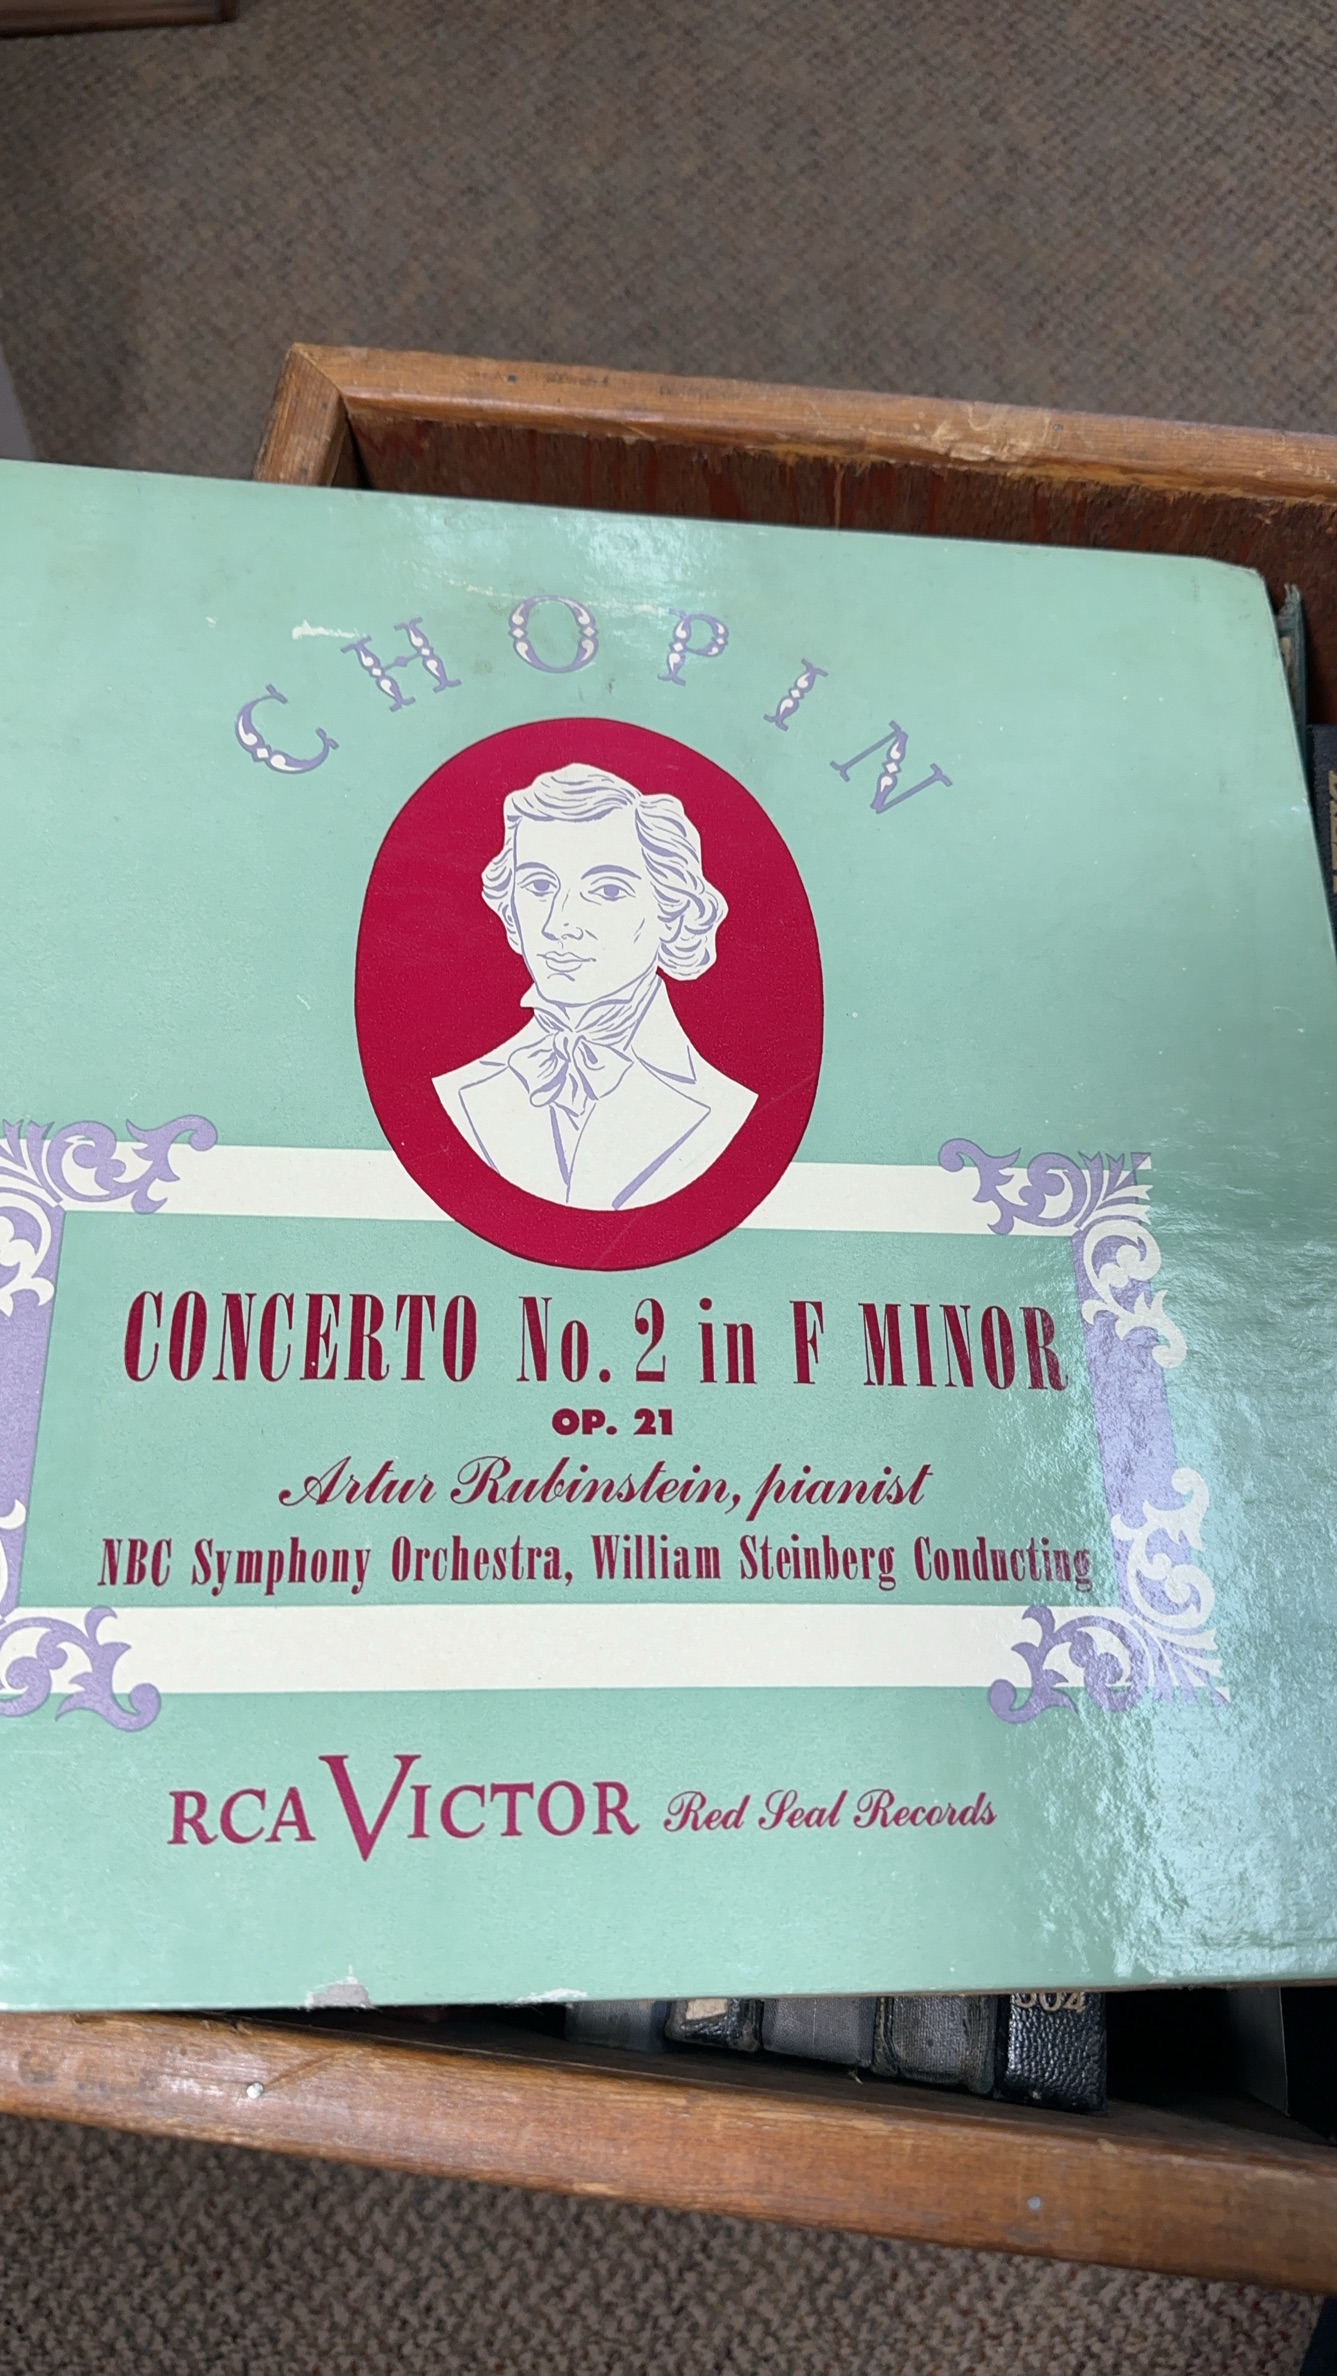 CHOPIN
CONCERTO No. 2 in F MINOR
OP. 21
Artur Rubinstein, pianist
NBC Symphony Orchestra, William Steinberg Conducting
RCA VICTOR Red Seal Records